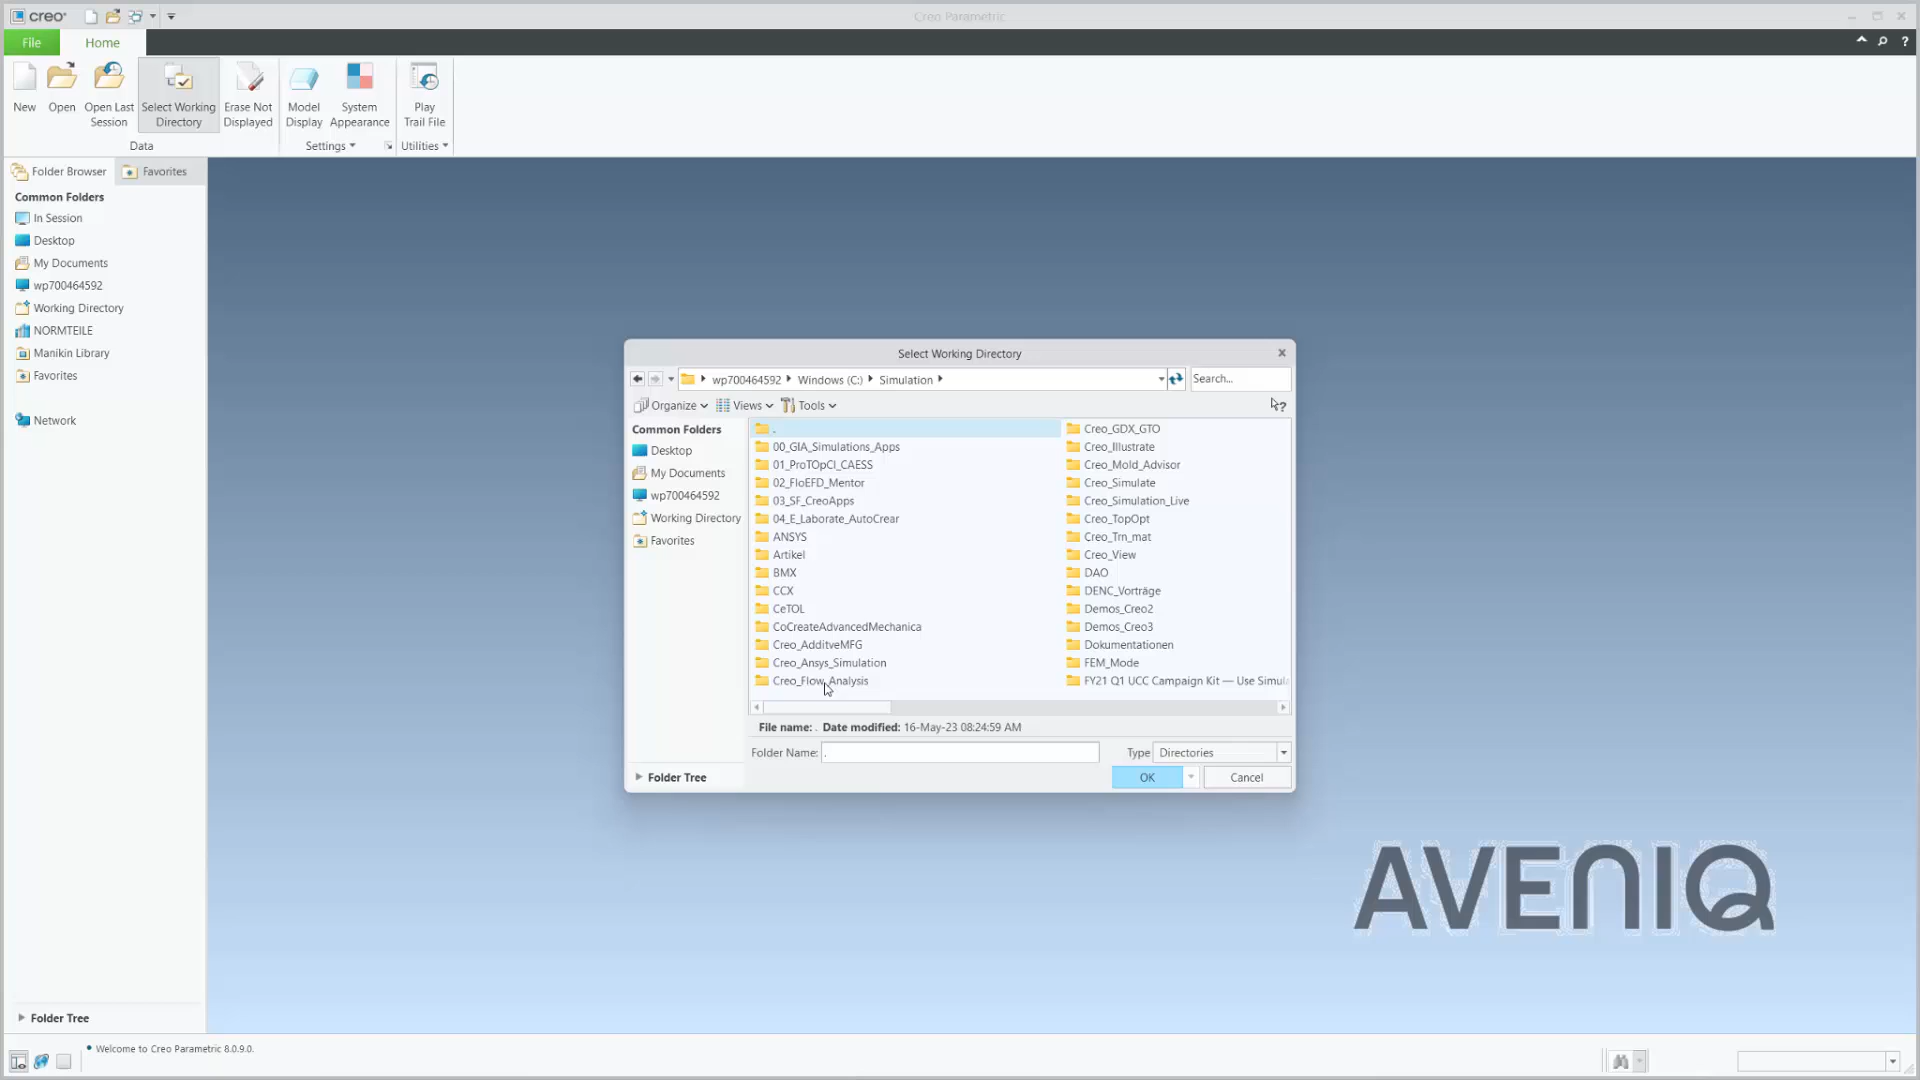 creo
Creo Parametric
File
Home
?
New
Open
Open Last
Session
Select Working
Directory
Erase Not
Displayed
Model
Display
System
Appearance
Play
Trail File
Data
Settings
Utilities
Folder Browser
Favorites
Common Folders
In Session
Desktop
My Documents
wp700464592
Working Directory
NORMTEILE
Manikin Library
Favorites
Network
Folder Tree
Select Working Directory
wp700464592 Windows (C:) Simulation
Search...
Organize Views Tools
?
Common Folders
Desktop
My Documents
wp700464592
Working Directory
Favorites
Folder Tree
.
00_GIA_Simulations_Apps
01_ProTOpCI_CAESS
02_FloEFD_Mentor
03_SF_CreoApps
04_E_Laborate_AutoCrear
ANSYS
Artikel
BMX
CCX
CeTOL
CoCreateAdvancedMechanica
Creo_AdditveMFG
Creo_Ansys_Simulation
Creo_Flow_Analysis
Creo_GDX_GTO
Creo_Illustrate
Creo_Mold_Advisor
Creo_Simulate
Creo_Simulation_Live
Creo_TopOpt
Creo_Trn_mat
Creo_View
DAO
DENC_Vorträge
Demos_Creo2
Demos_Creo3
Dokumentationen
FEM_Mode
FY21 Q1 UCC Campaign Kit — Use Simula
File name: . Date modified: 16-May-23 08:24:59 AM
Folder Name: .
Type Directories
OK
Cancel
AVENIQ
Welcome to Creo Parametric 8.0.9.0.